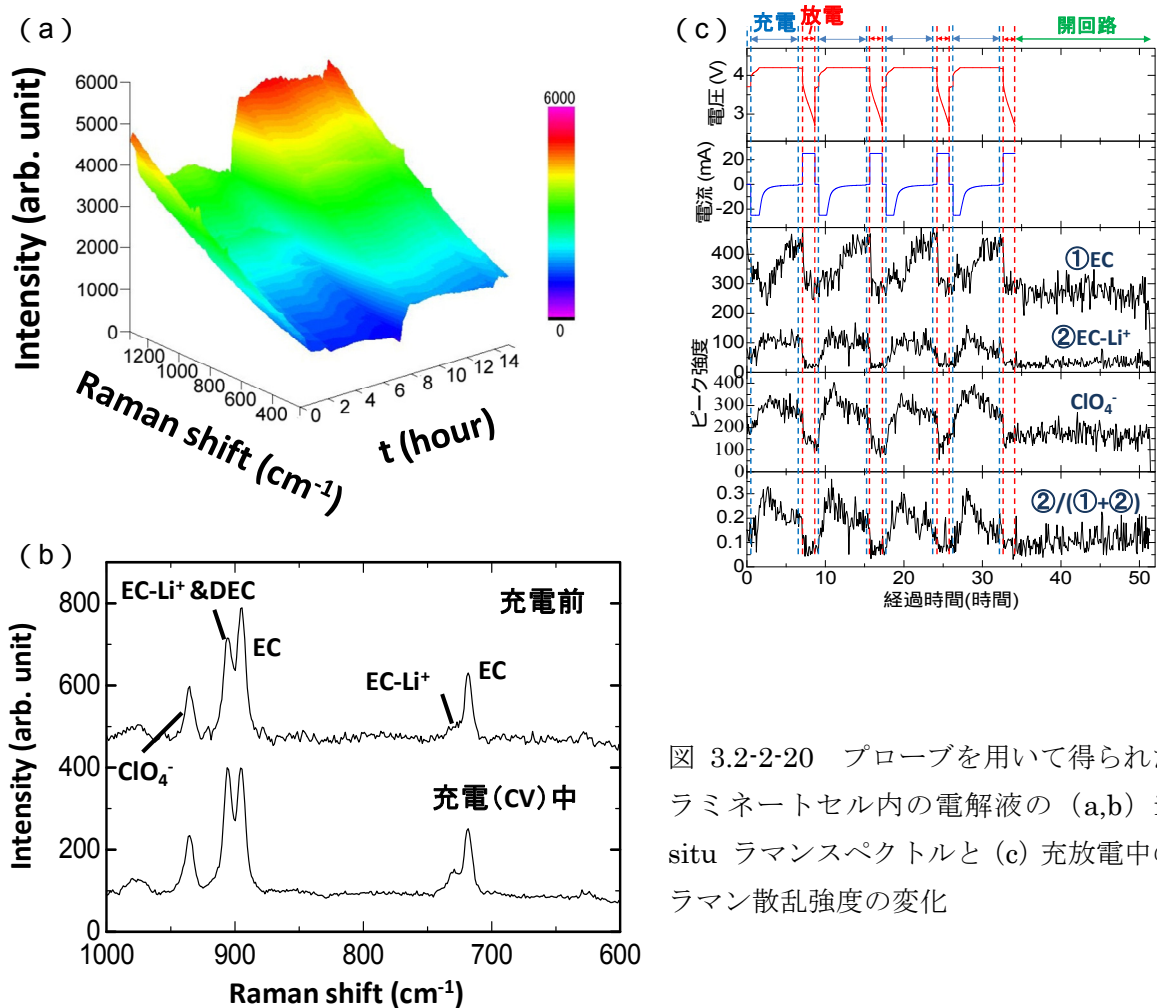 (a)
Intensity (arb. unit)
6000
5000
4000
3000
2000
1000
0
1200
1000
800
600
400
Raman shift (cm-1)
0 2 4 6 8 10 12 14
t (hour)
6000
0
(b)
Intensity (arb. unit)
800
600
400
200
0
EC-Li+ &DEC
充電前
EC
EC-Li+
EC
ClO4-
充電(CV)中
1000 900 800 700 600
Raman shift (cm-1)
(c)
充電 放電
開回路
電圧 (V)
4
3
電流 (mA)
20
0
-20
ピーク強度
400
300
200
①EC
100
0
②EC-Li+
400
300
200
100
0
ClO4-
0.3
0.2
0.1
②/(①+②)
0 10 20 30 40 50
経過時間(時間)
図 3.2-2-20 プローブを用いて得られ
ラミネートセル内の電解液の (a,b)
situ ラマンスペクトルと (c) 充放電中
ラマン散乱強度の変化